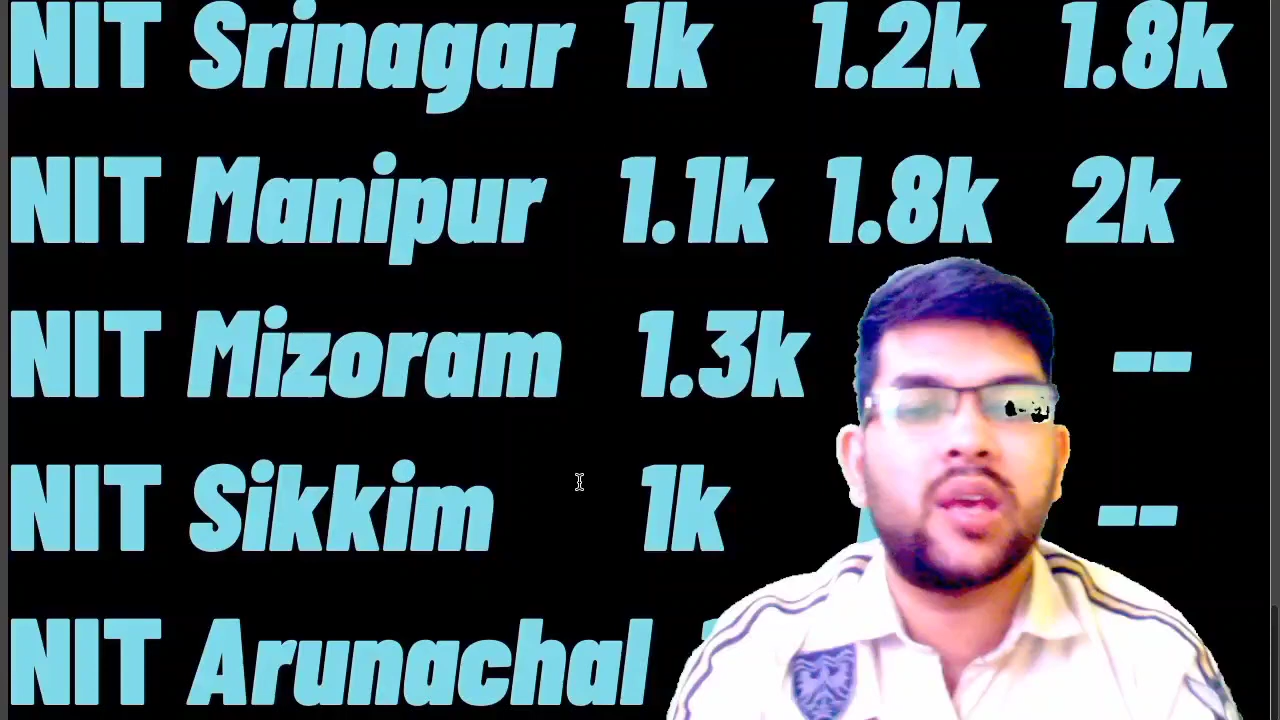 NIT Srinagar 1k 1.2k 1.8k
NIT Manipur 1.1k 1.8k 2k
NIT Mizoram 1.3k --
NIT Sikkim 1k --
NIT Arunachal